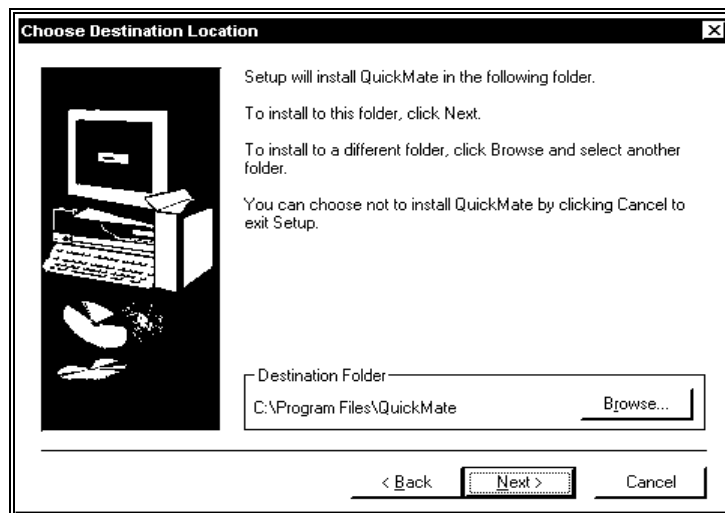 Choose Destination Location
Setup will install QuickMate in the following folder.
To install to this folder, click Next.
To install to a different folder, click Browse and select another
folder.
You can choose not to install QuickMate by clicking Cancel to
exit Setup.
Destination Folder
C:\Program Files\QuickMate
Browse...
< Back
Next >
Cancel